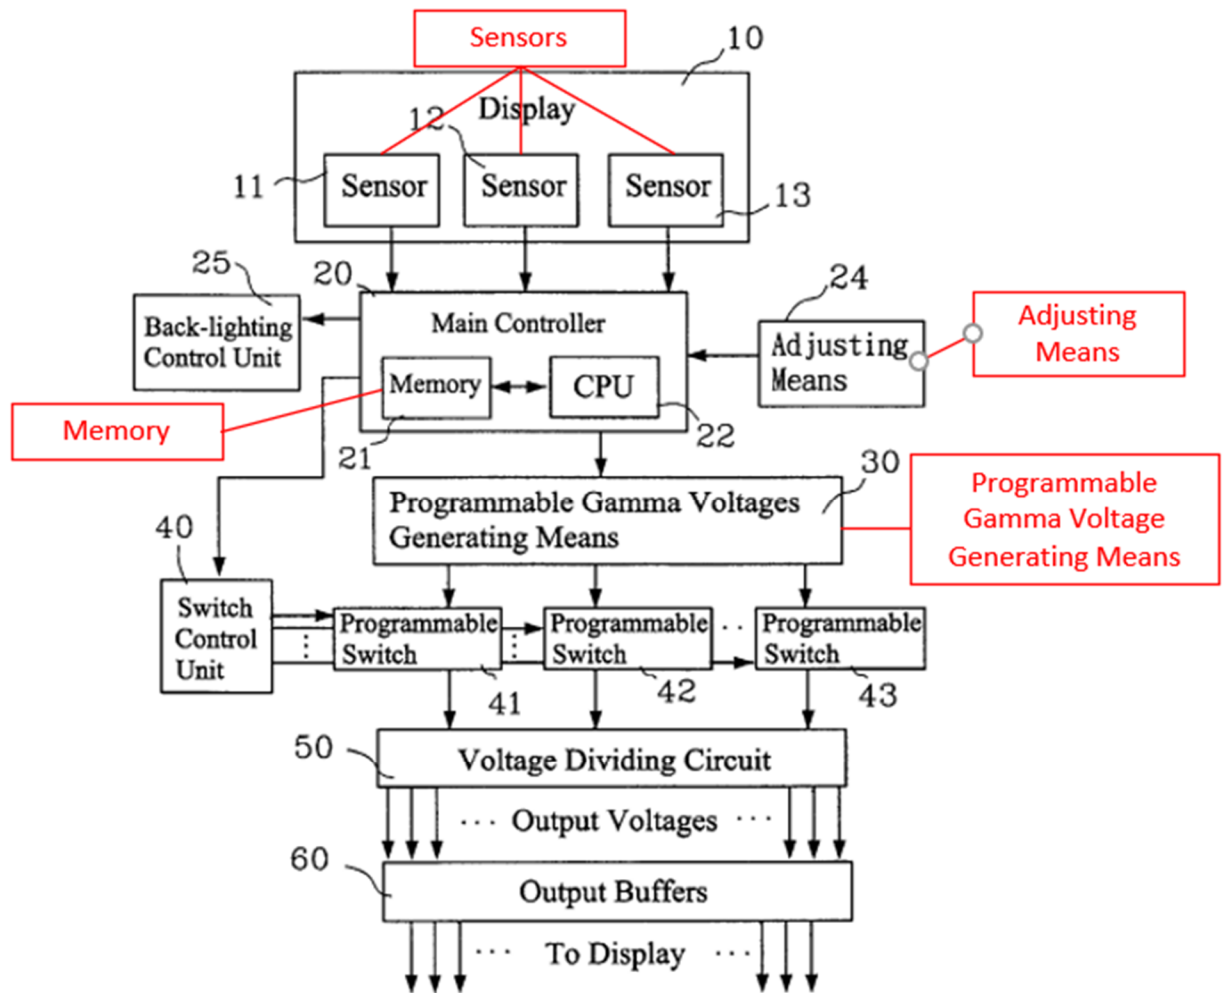 Sensors
10
Display
12
11
Sensor
Sensor
Sensor
13
25
20
24
Back-lighting
Control Unit
Main Controller
Adjusting
Means
Adjusting
Means
Memory
CPU
Memory
21
22
30
Programmable Gamma Voltages
Generating Means
Programmable
Gamma Voltage
Generating Means
40
Switch
Control
Unit
Programmable
Switch
Programmable
Switch
Programmable
Switch
41
42
43
50
Voltage Dividing Circuit
··· Output Voltages ···
60
Output Buffers
··· To Display ···